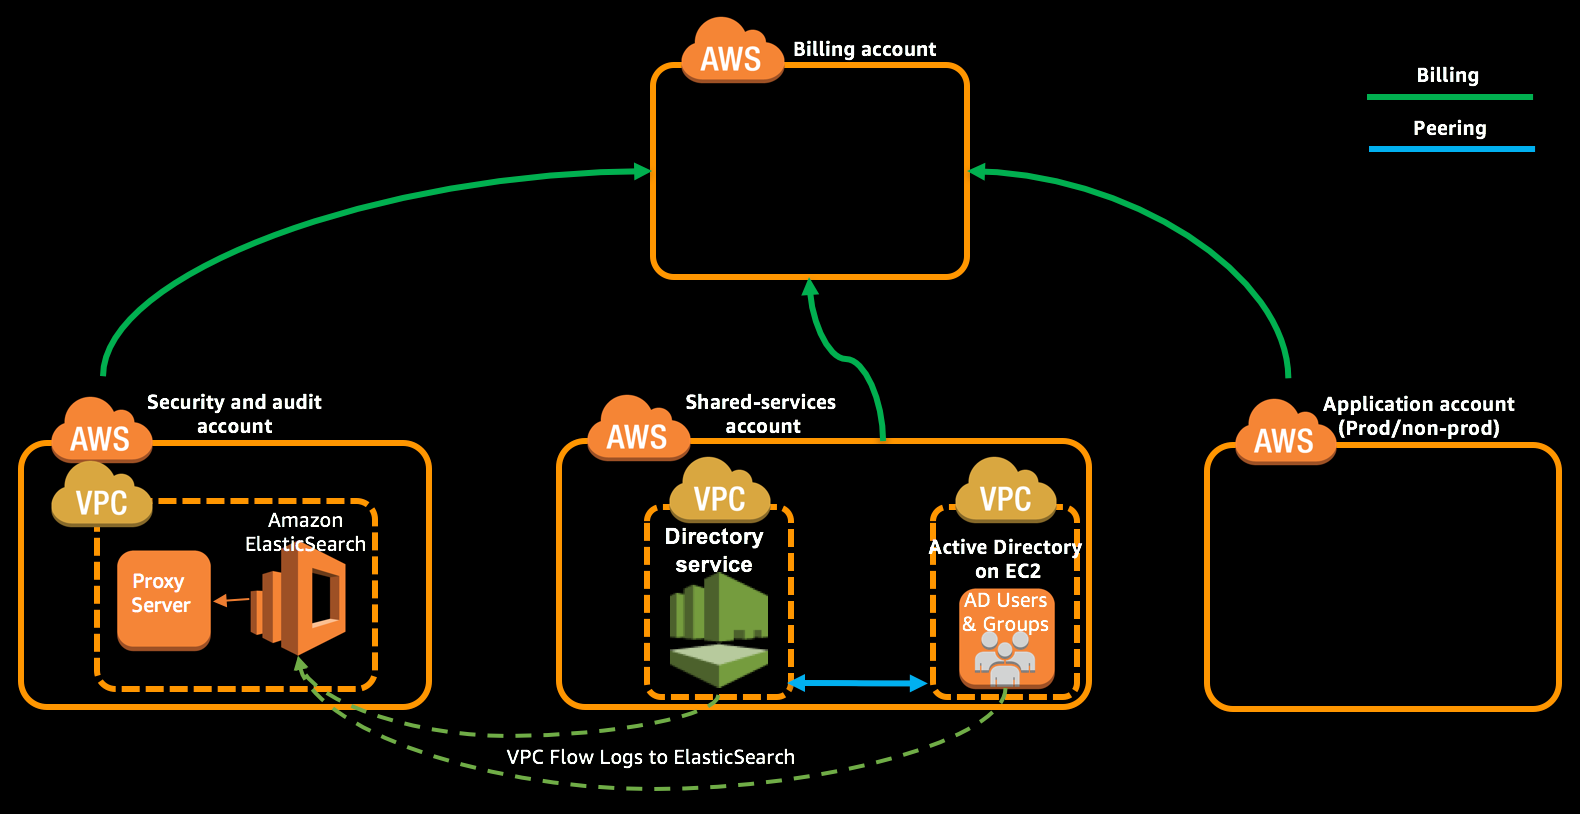 AWS
Billing account
Billing
Peering
AWS
Security and audit
account
AWS
Shared-services
account
AWS
Application account
(Prod/non-prod)
VPC
Amazon
ElasticSearch
Proxy
Server
VPC
Directory
service
VPC
Active Directory
on EC2
AD Users
& Groups
VPC Flow Logs to ElasticSearch